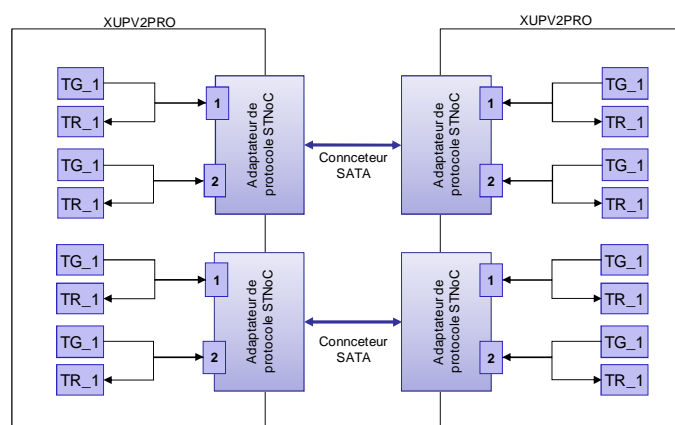 XUPV2PRO
XUPV2PRO
TG_1
TR_1
TG_1
TR_1
1
2
Adaptateur de
protocole STNoC
Connceteur
SATA
Adaptateur de
protocole STNoC
1
2
TG_1
TR_1
TG_1
TR_1
TG_1
TR_1
TG_1
TR_1
1
2
Adaptateur de
protocole STNoC
Connceteur
SATA
Adaptateur de
protocole STNoC
1
2
TG_1
TR_1
TG_1
TR_1